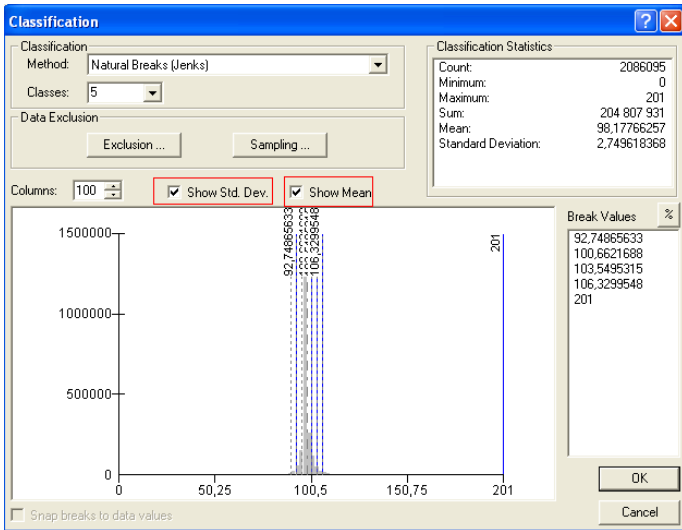 Classification
Classification
Method: Natural Breaks (Jenks)
Classes: 5
Data Exclusion
Exclusion ...
Sampling ...
Classification Statistics
Count: 2086095
Minimum: 0
Maximum: 201
Sum: 204 807 931
Mean: 98,17766257
Standard Deviation: 2,749618368
Columns: 100
Show Std. Dev.
Show Mean
Break Values
%
92,74865633
100,6621688
103,5495315
106,3299548
201
1500000
1000000
500000
0
92,74865633
106,3299548
201
0
50,25
100,5
150,75
201
Snap breaks to data values
OK
Cancel